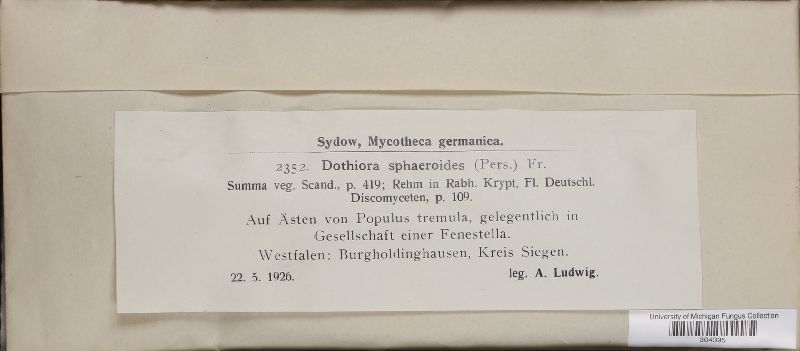 Sydow, Mycotheca germanica.
2352. Dothiora sphaeroides (Pers.) Fr.
Summa veg. Scand., p. 419; Rehm in Rabh. Krypt. Fl. Deutschl.
Discomyceten, p. 109.
Auf Ästen von Populus tremula, gelegentlich in
Gesellschaft einer Fenestella.
Westfalen: Burgholdinghausen, Kreis Siegen.
22. 5. 1926. leg. A. Ludwig.
University of Michigan Fungus Collection
304395